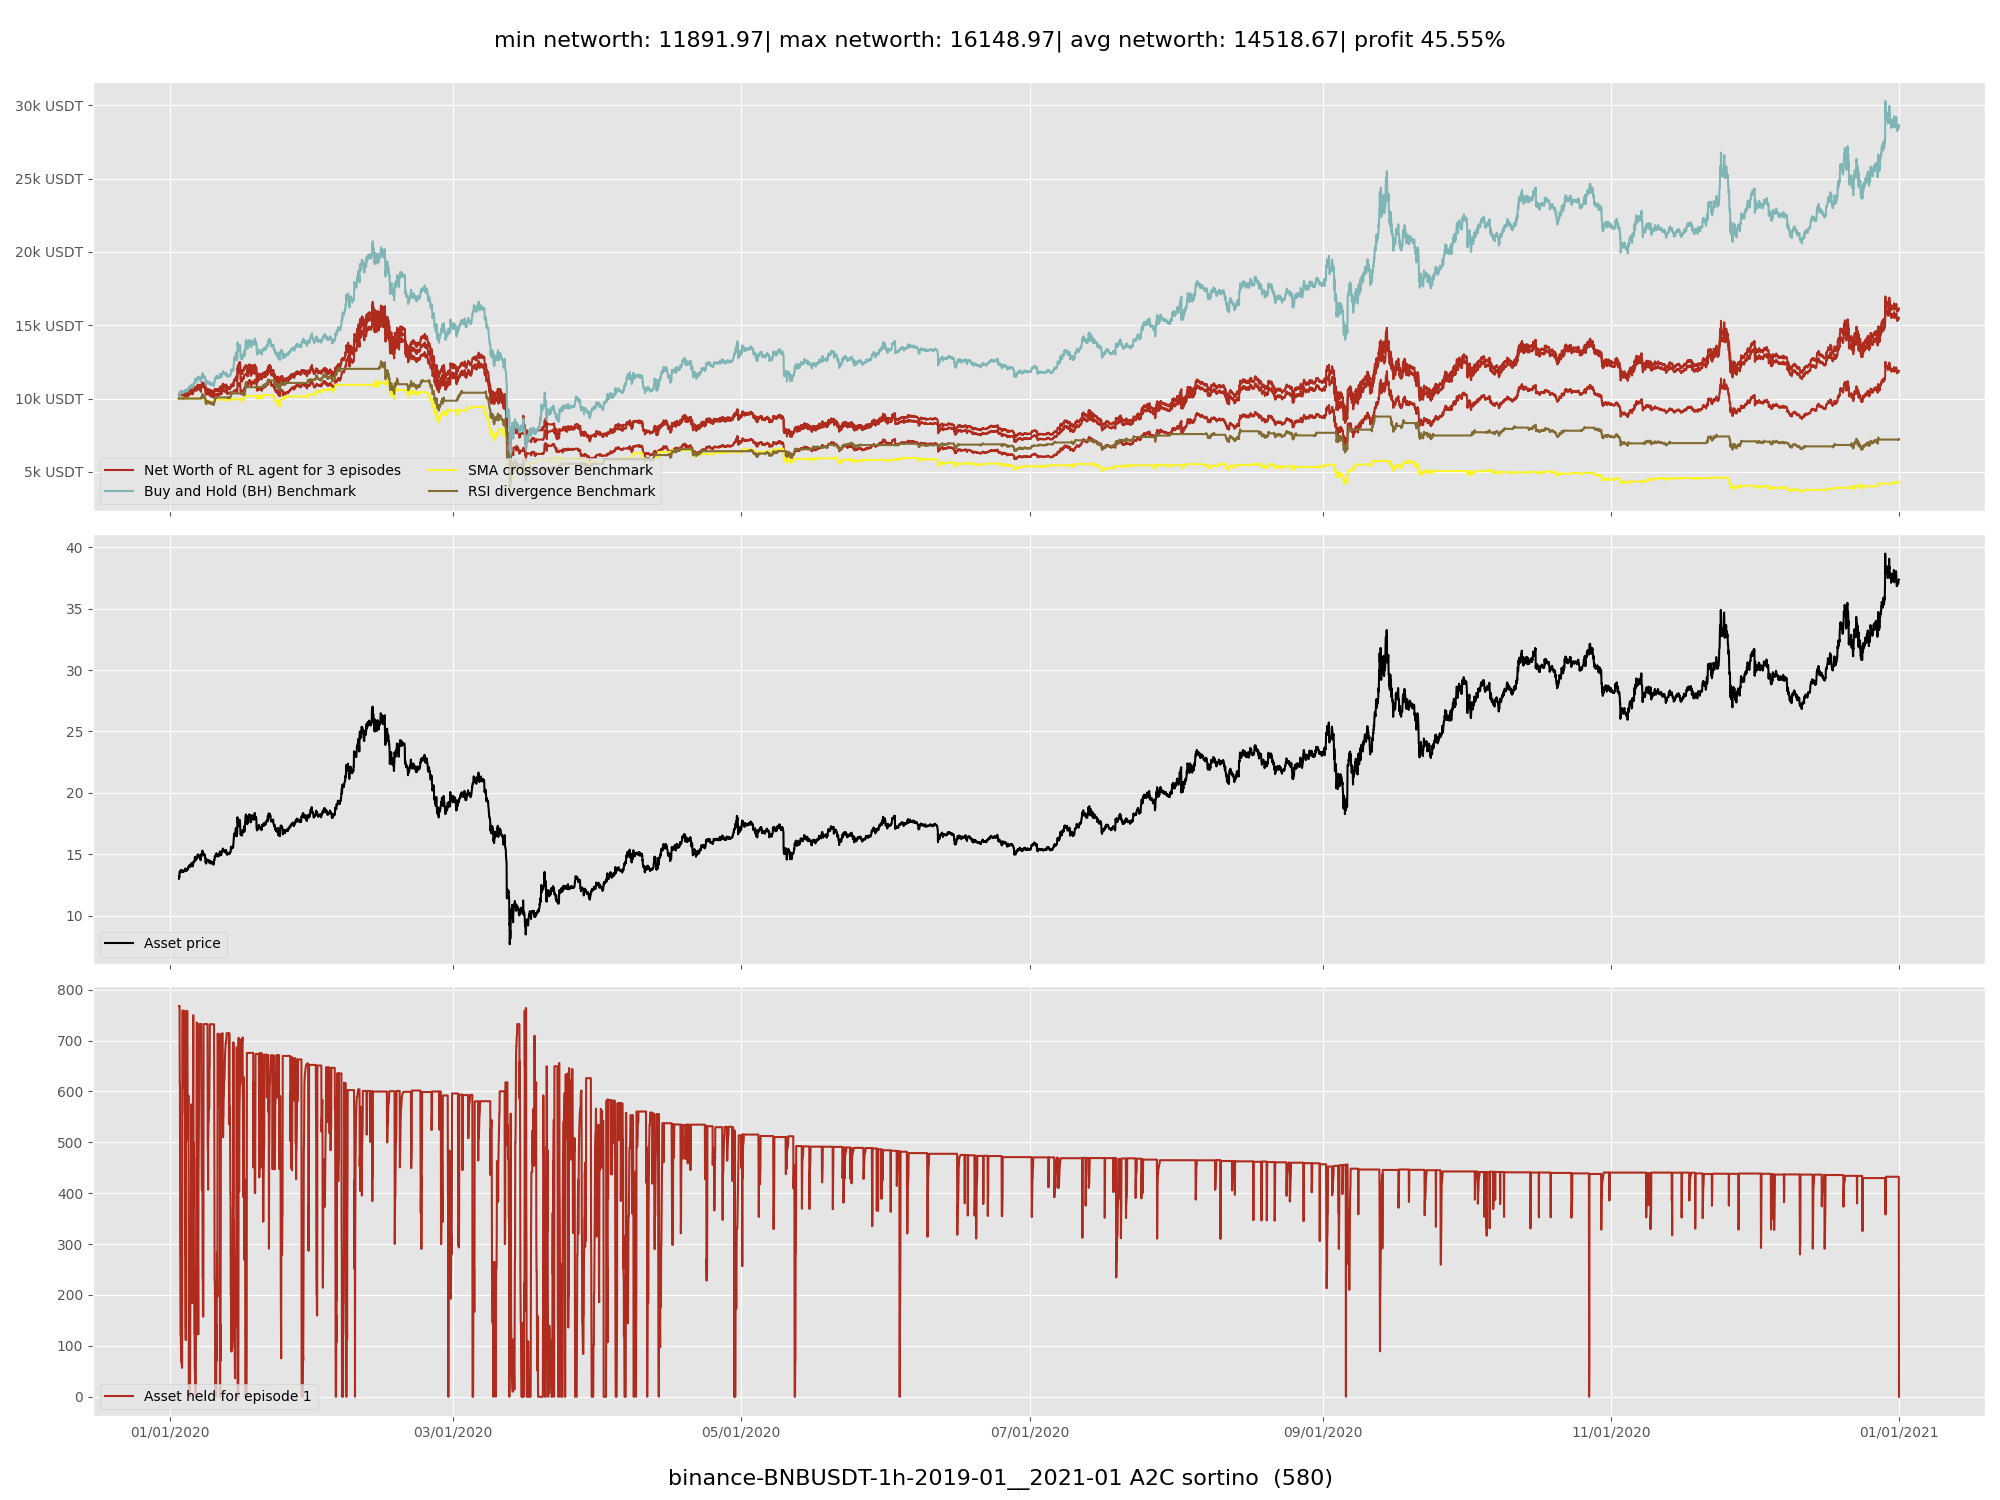 min networth: 11891.97| max networth: 16148.97| avg networth: 14518.67| profit 45.55%
30k USDT
25k USDT
20k USDT
15k USDT
10k USDT
5k USDT
Net Worth of RL agent for 3 episodes
Buy and Hold (BH) Benchmark
SMA crossover Benchmark
RSI divergence Benchmark
40
35
30
25
20
15
10
Asset price
800
700
600
500
400
300
200
100
0
Asset held for episode 1
01/01/2020
03/01/2020
05/01/2020
07/01/2020
09/01/2020
11/01/2020
01/01/2021
binance-BNBUSDT-1h-2019-01__2021-01 A2C sortino  (580)